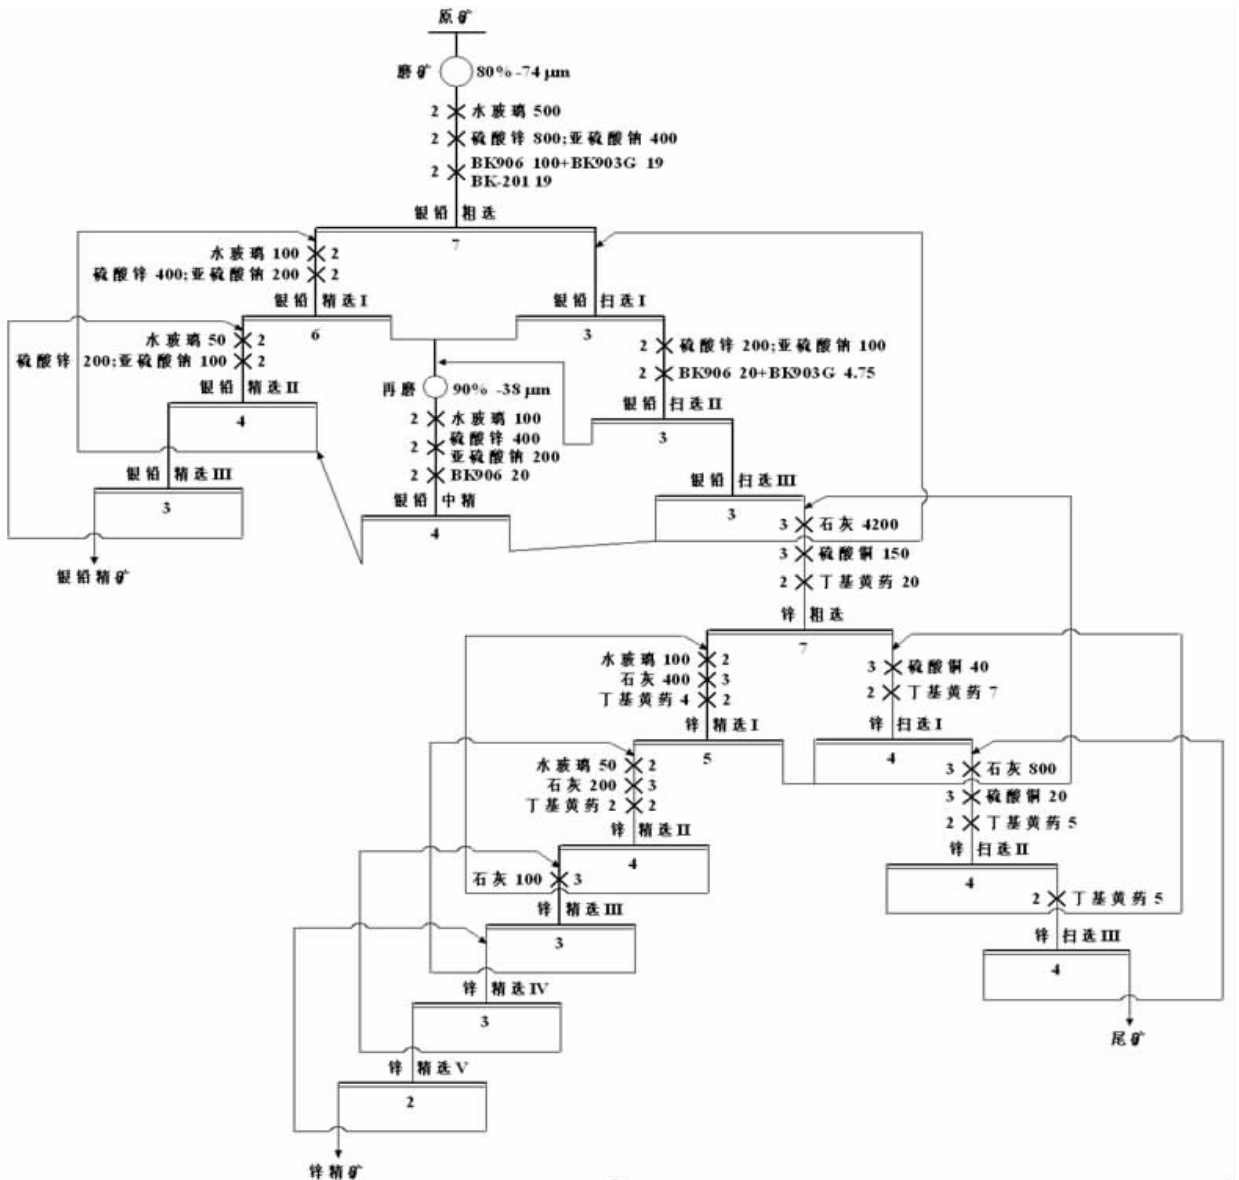 原矿
磨矿 80% -74 μm
2 水玻璃 500
2 硫酸锌 800;亚硫酸钠 400
BK906 100+BK903G 19
2
BK-201 19
银铅 粗选
7
水玻璃 100 2
硫酸锌 400;亚硫酸钠 200 2
银铅 精选 I
6
银铅 扫选 I
3
水玻璃 50 2
硫酸锌 200;亚硫酸钠 100 2
银铅 精选 II
4
2 硫酸锌 200;亚硫酸钠 100
2 BK906 20+BK903G 4.75
银铅 扫选 II
3
再磨 90% -38 μm
2 水玻璃 100
2 硫酸锌 400
亚硫酸钠 200
2 BK906 20
银铅 中精
4
银铅 精选 III
3
银铅精矿
银铅 扫选 III
3
3 石灰 4200
3 硫酸铜 150
2 丁基黄药 20
锌 粗选
7
水玻璃 100 2
石灰 400 3
丁基黄药 4 2
锌 精选 I
5
3 硫酸铜 40
2 丁基黄药 7
锌 扫选 I
4
水玻璃 50 2
石灰 200 3
丁基黄药 2 2
锌 精选 II
4
3 石灰 800
3 硫酸铜 20
2 丁基黄药 5
锌 扫选 II
4
石灰 100 3
锌 精选 III
3
2 丁基黄药 5
锌 扫选 III
4
尾矿
锌 精选 IV
3
锌 精选 V
2
锌精矿